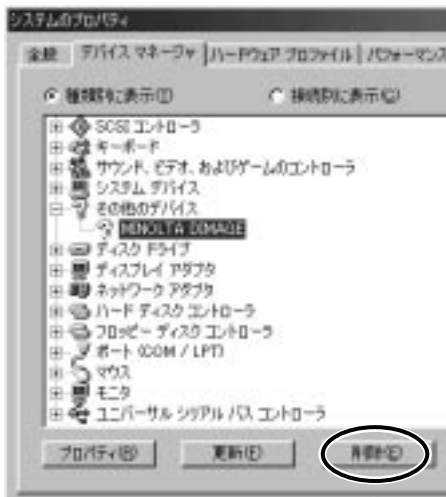 システムのプロパティ
全般 デバイス マネージャ ハードウェア プロファイル パフォーマンス
種類別に表示(T) 接続別に表示(C)
SCSI コントローラ
キーボード
サウンド、ビデオ、およびゲームのコントローラ
システム デバイス
その他のデバイス
MINOLTA DIMAGE
ディスク ドライブ
ディスプレイ アダプタ
ネットワーク アダプタ
ハード ディスク コントローラ
フロッピー ディスク コントローラ
ポート (COM / LPT)
マウス
モニタ
ユニバーサル シリアル バス コントローラ
プロパティ(R) 更新(F) 削除(E)